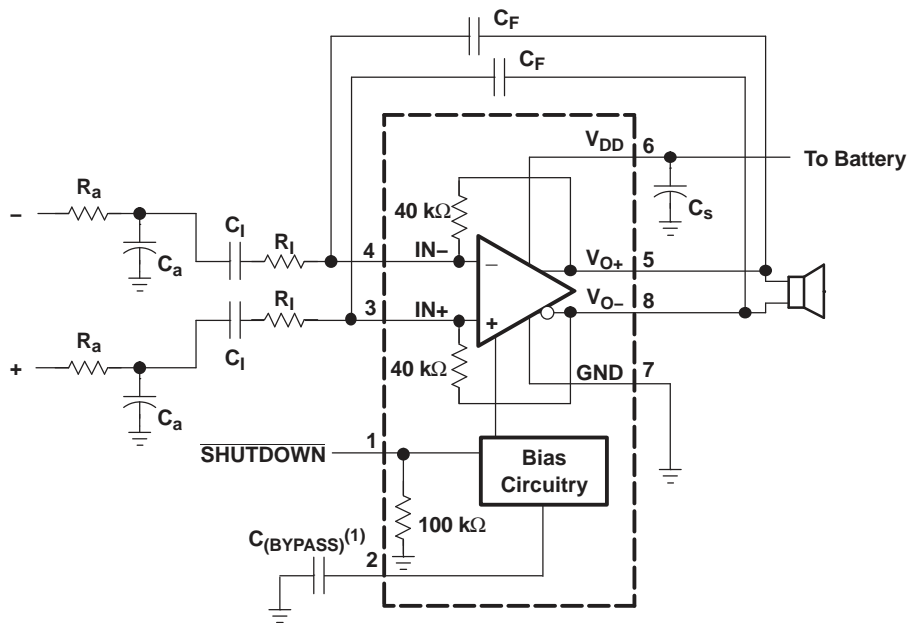 C_F
C_F
V_DD 6
To Battery
C_s
R_a
–
C_a
C_I
R_I
4
IN–
40 kΩ
–
V_O+ 5
V_O– 8
R_I
3
IN+
+
C_I
R_a
+
C_a
40 kΩ
GND 7
SHUTDOWN
1
Bias
Circuitry
100 kΩ
C_(BYPASS)^(1)
2